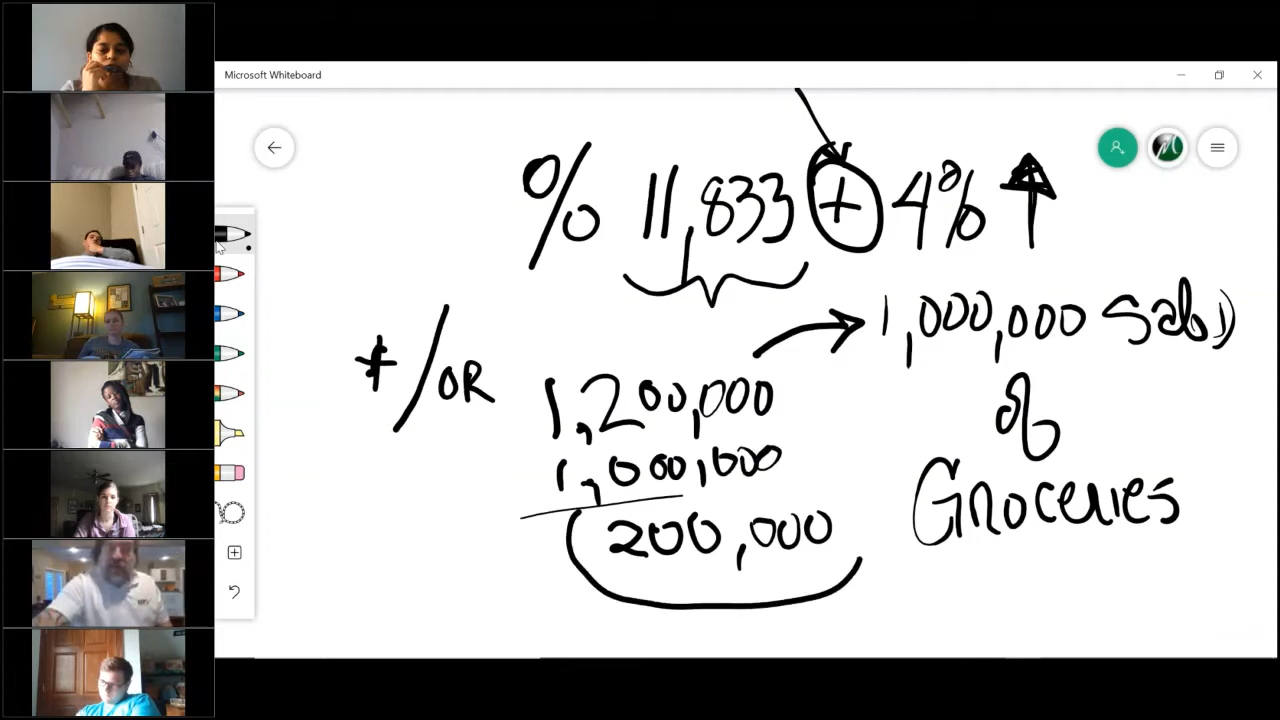 Microsoft Whiteboard
% 11,833 + 4%
1,000,000 Sales
+/OR
1,200,000
1,000,000
200,000
of
Groceries